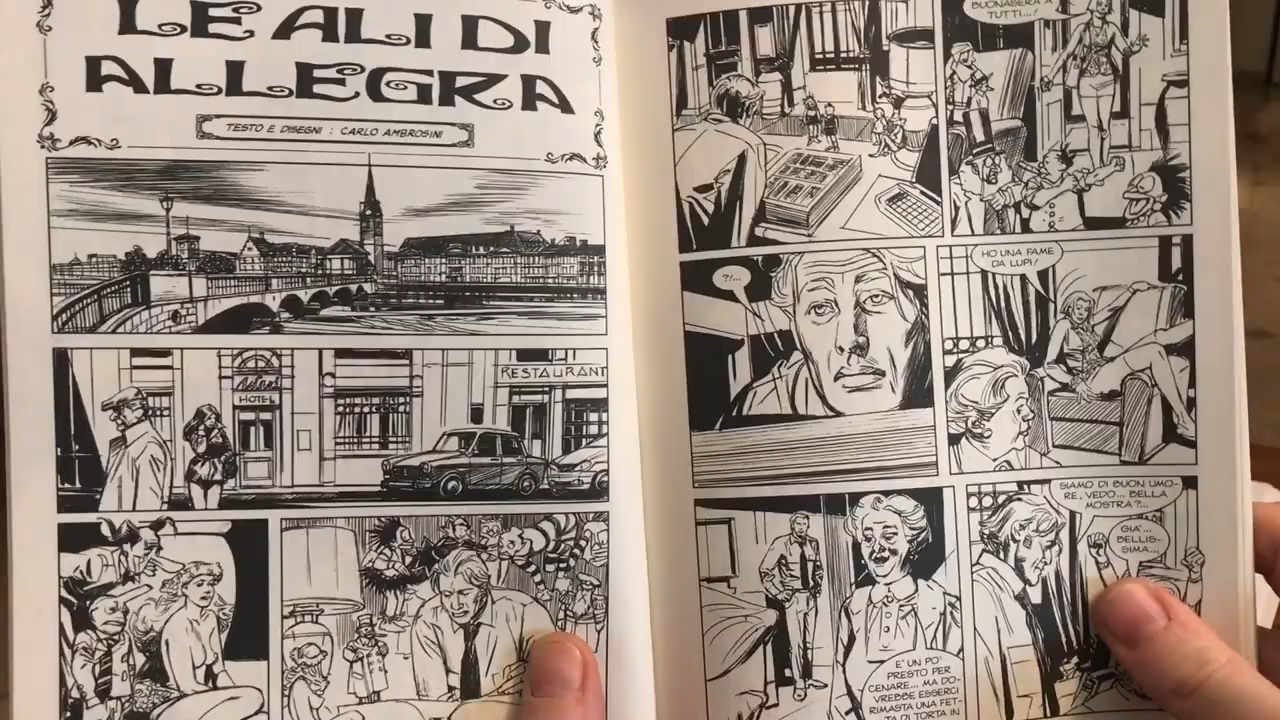 LE ALI DI
ALLEGRA
TESTO E DISEGNI : CARLO AMBROSINI
HOTEL
RESTAURANT
BUONASERA A
TUTTI...!
?!...
HO UNA FAME
DA LUPI!
E' UN PO'
PRESTO PER
CENARE... MA DO-
VREBBE ESSERCI
RIMASTA UNA FET-
TA DI TORTA IN
SIAMO DI BUON UMO-
RE, VEDO... BELLA
MOSTRA?...
GIA'...
BELLIS-
SIMA...